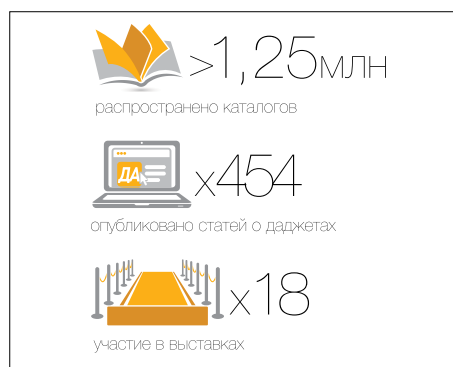 >1,25млн
распространено каталогов
ДА
x454
опубликовано статей о даджетах
x18
участие в выставках